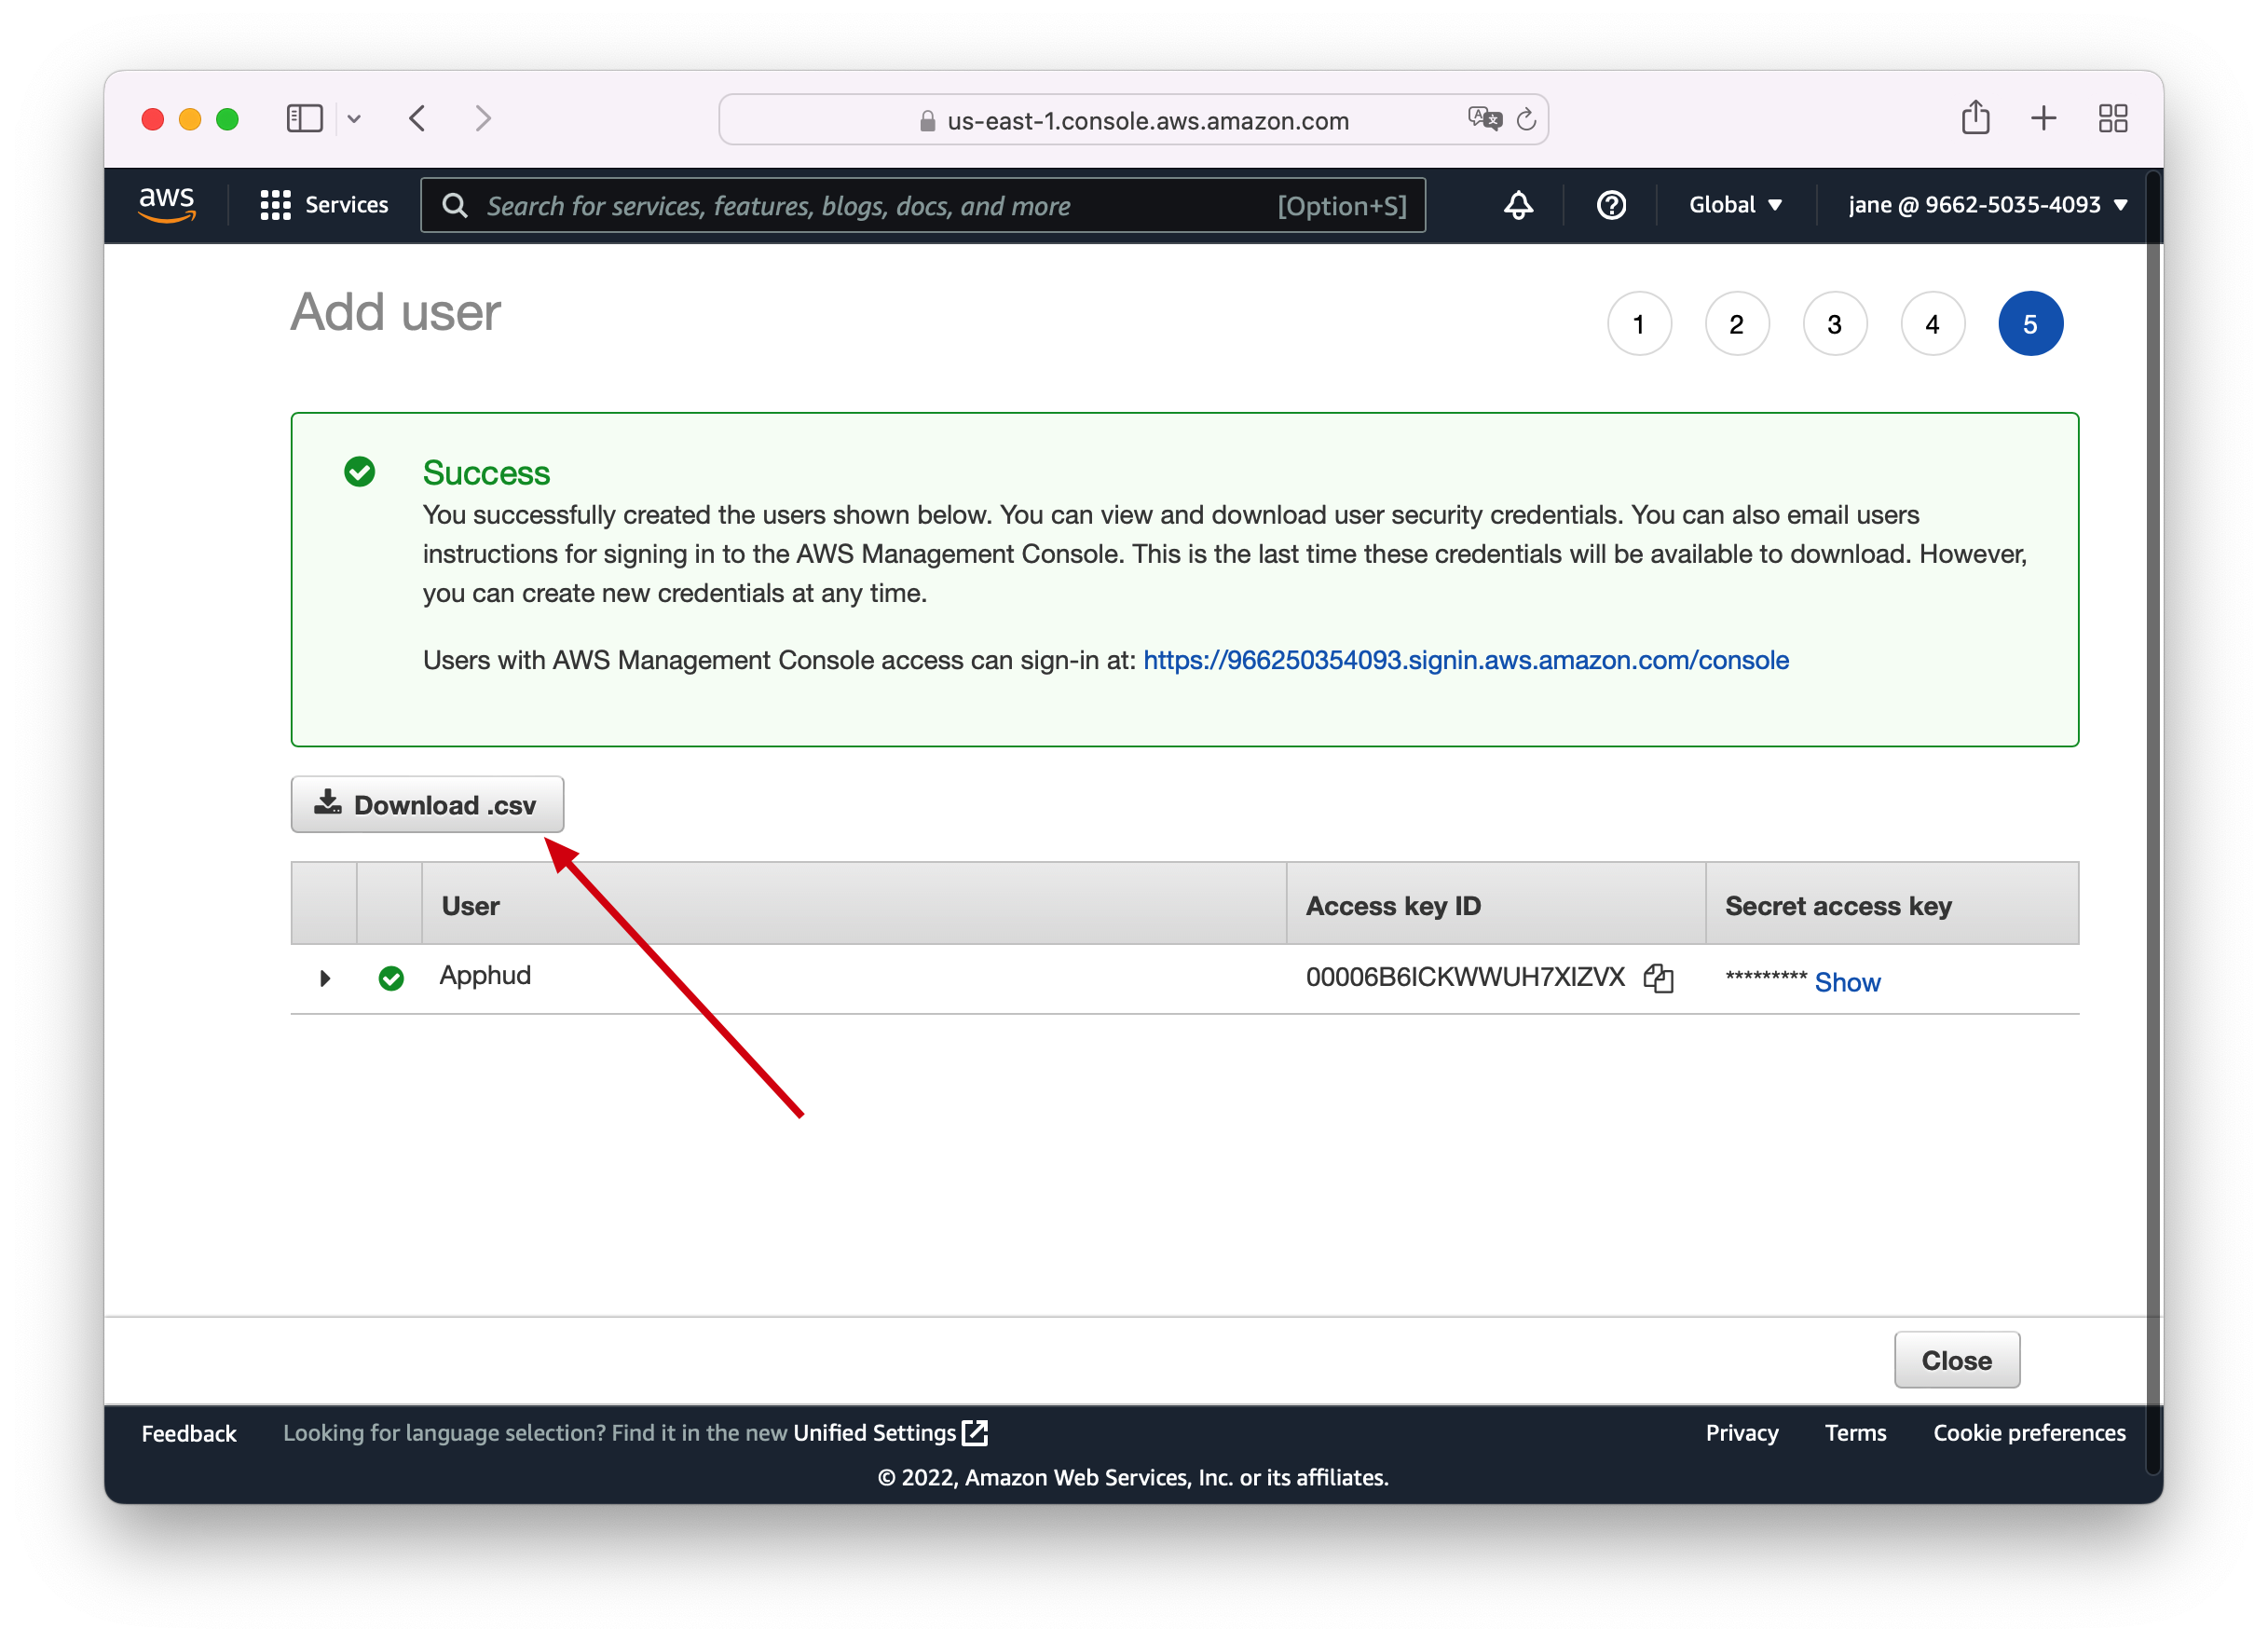 us-east-1.console.aws.amazon.com
aws
Services
Search for services, features, blogs, docs, and more
[Option+S]
Global
jane @ 9662-5035-4093
Add user
1 2 3 4 5
Success
You successfully created the users shown below. You can view and download user security credentials. You can also email users
instructions for signing in to the AWS Management Console. This is the last time these credentials will be available to download. However,
you can create new credentials at any time.
Users with AWS Management Console access can sign-in at: https://966250354093.signin.aws.amazon.com/console
Download .csv
User Access key ID Secret access key
Apphud 00006B6ICKWWUH7XIZVX ********* Show
Close
Feedback Looking for language selection? Find it in the new Unified Settings Privacy Terms Cookie preferences
© 2022, Amazon Web Services, Inc. or its affiliates.